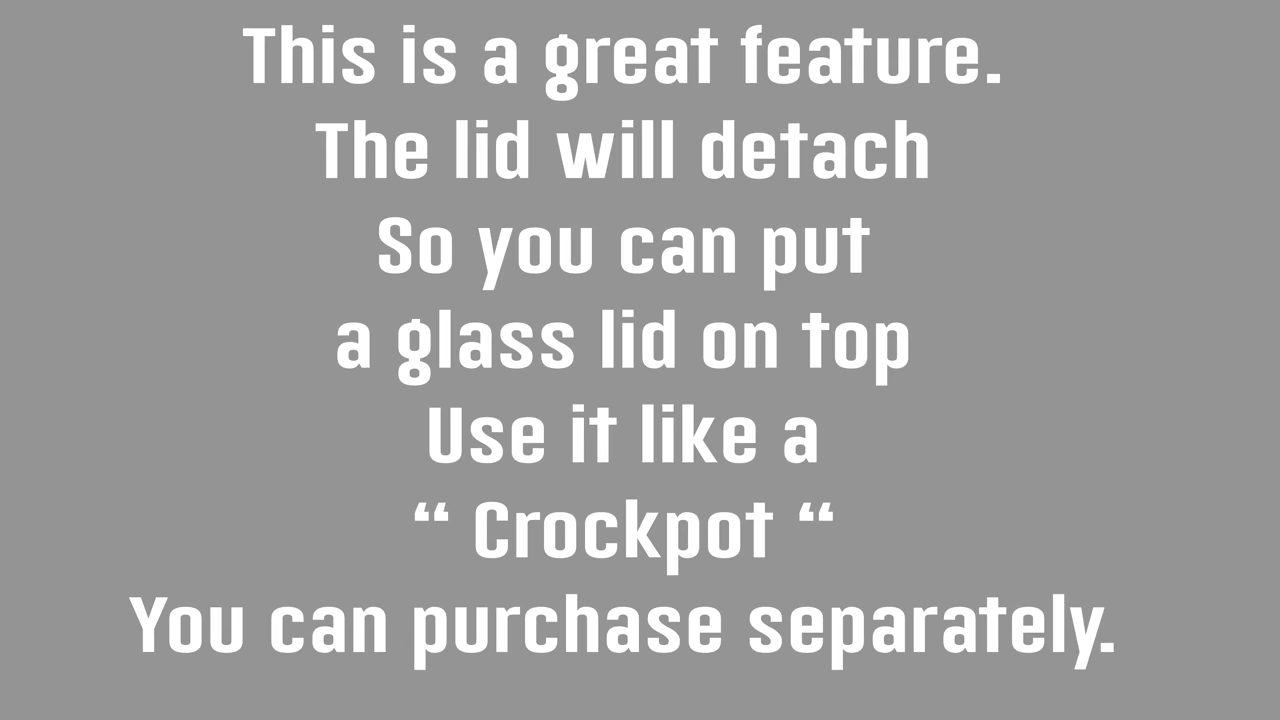 This is a great feature.
The lid will detach
So you can put
a glass lid on top
Use it like a
“ Crockpot “
You can purchase separately.